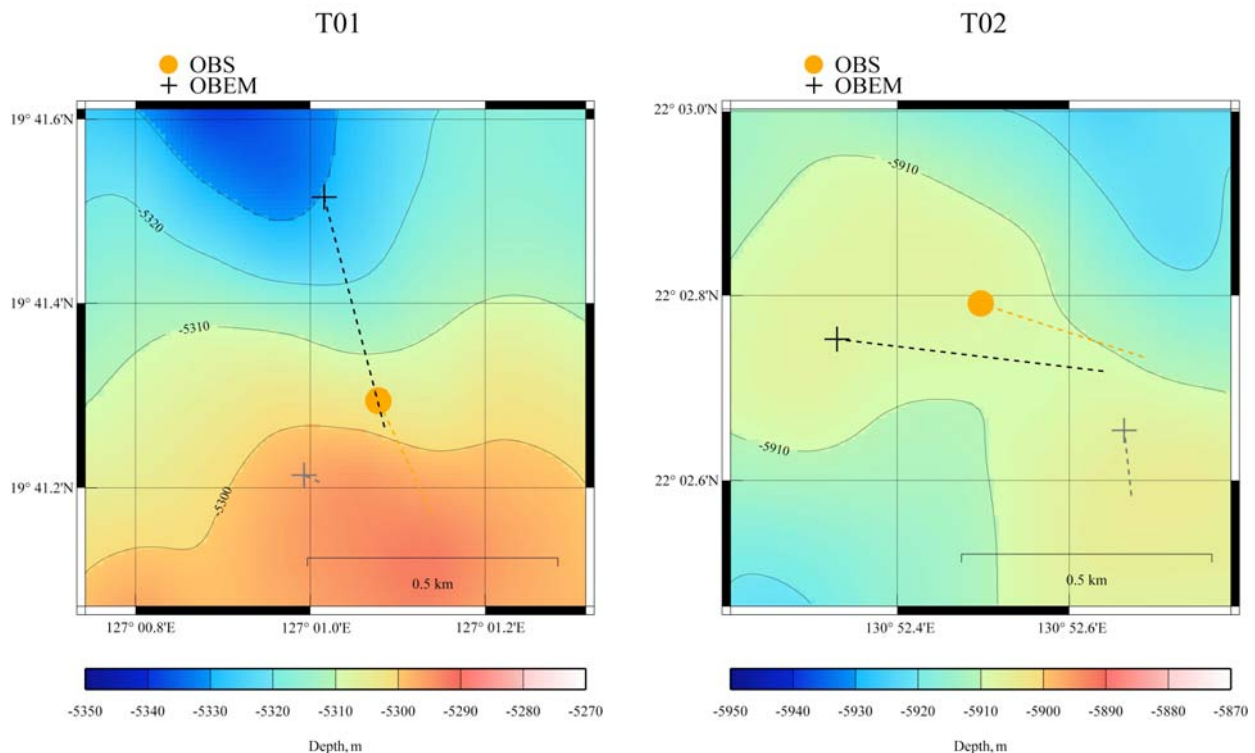 T01
OBS
OBEM
19° 41.6'N
19° 41.4'N
19° 41.2'N
-5320
-5310
-5300
0.5 km
127° 00.8'E 127° 01.0'E 127° 01.2'E
-5350 -5340 -5330 -5320 -5310 -5300 -5290 -5280 -5270
Depth, m
T02
OBS
OBEM
22° 03.0'N
22° 02.8'N
22° 02.6'N
-5910
-5910
0.5 km
130° 52.4'E 130° 52.6'E
-5950 -5940 -5930 -5920 -5910 -5900 -5890 -5880 -5870
Depth, m